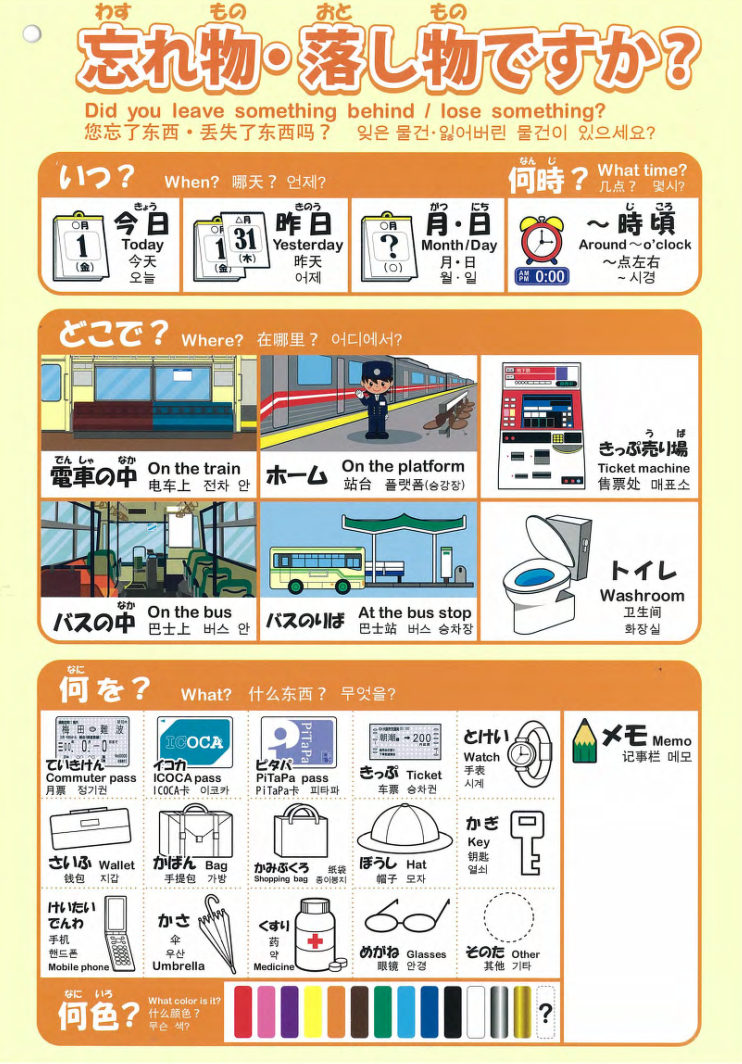 わす もの おと もの
忘れ物・落し物ですか?
Did you leave something behind / lose something?
您忘了东西・丢失了东西吗? 잊은 물건·잃어버린 물건이 있으세요?
いつ? When? 哪天? 언제?
なん じ
何時? What time?
几点? 몇시?
○月
1
(金)
きょう
今日
Today
今天
오늘
○月
1
(金)
△月
31
(木)
きのう
昨日
Yesterday
昨天
어제
○月
?
(○)
がつ にち
月・日
Month/Day
月・日
월・일
AM
PM 0:00
じ ころ
～時頃
Around～o'clock
～点左右
~시경
どこで? Where? 在哪里? 어디에서?
でん しゃ なか
電車の中 On the train
电车上 전차 안
ホーム On the platform
站台 플랫폼(승강장)
う ば
きっぷ売り場
Ticket machine
售票处 매표소
なか
バスの中 On the bus
巴士上 버스 안
バスのりば At the bus stop
巴士站 버스 승차장
トイレ
Washroom
卫生间
화장실
なに
何を? What? 什么东西? 무엇을?
梅田⇔難波
ていきけん
Commuter pass
月票 정기권
ICOCA
イコカ
ICOCA pass
ICOCA卡 이코카
PiTaPa
ピタパ
PiTaPa pass
PiTaPa卡 피타파
朝潮橋 → 200
きっぷ Ticket
车票 승차권
とけい
Watch
手表
시계
メモ Memo
记事栏 메모
さいふ Wallet
钱包 지갑
かばん Bag
手提包 가방
かみぶくろ 纸袋
Shopping bag 종이봉지
ぼうし Hat
帽子 모자
かぎ
Key
钥匙
열쇠
けいたい
でんわ
手机
핸드폰
Mobile phone
かさ
伞
우산
Umbrella
くすり
药
약
Medicine
めがね Glasses
眼镜 안경
そのた Other
其他 기타
なに いろ
何色?
What color is it?
什么颜色?
무슨 색?
?